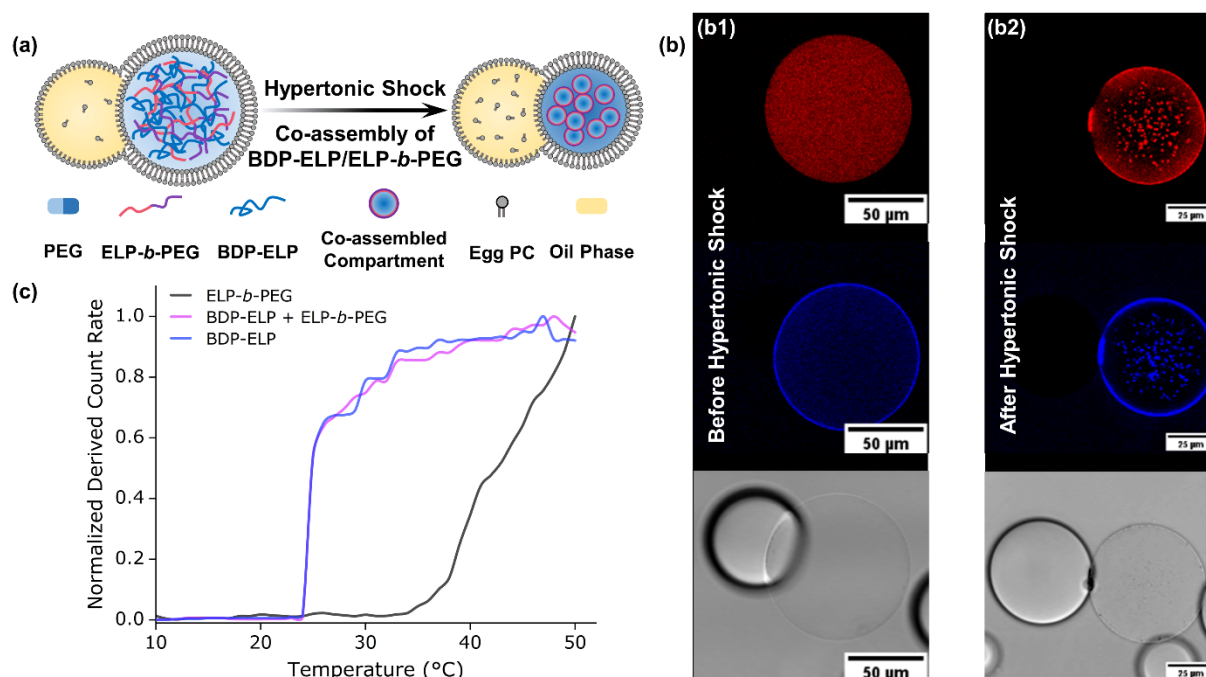 (a)
Hypertonic Shock
Co-assembly of
BDP-ELP/ELP-b-PEG
PEG
ELP-b-PEG
BDP-ELP
Co-assembled
Compartment
Egg PC
Oil Phase
(b)
(b1)
Before Hypertonic Shock
50 µm
50 µm
50 µm
(b2)
After Hypertonic Shock
25 µm
25 µm
25 µm
(c)
ELP-b-PEG
BDP-ELP + ELP-b-PEG
BDP-ELP
Normalized Derived Count Rate
1.0
0.8
0.6
0.4
0.2
0.0
10
20
30
40
50
Temperature (°C)